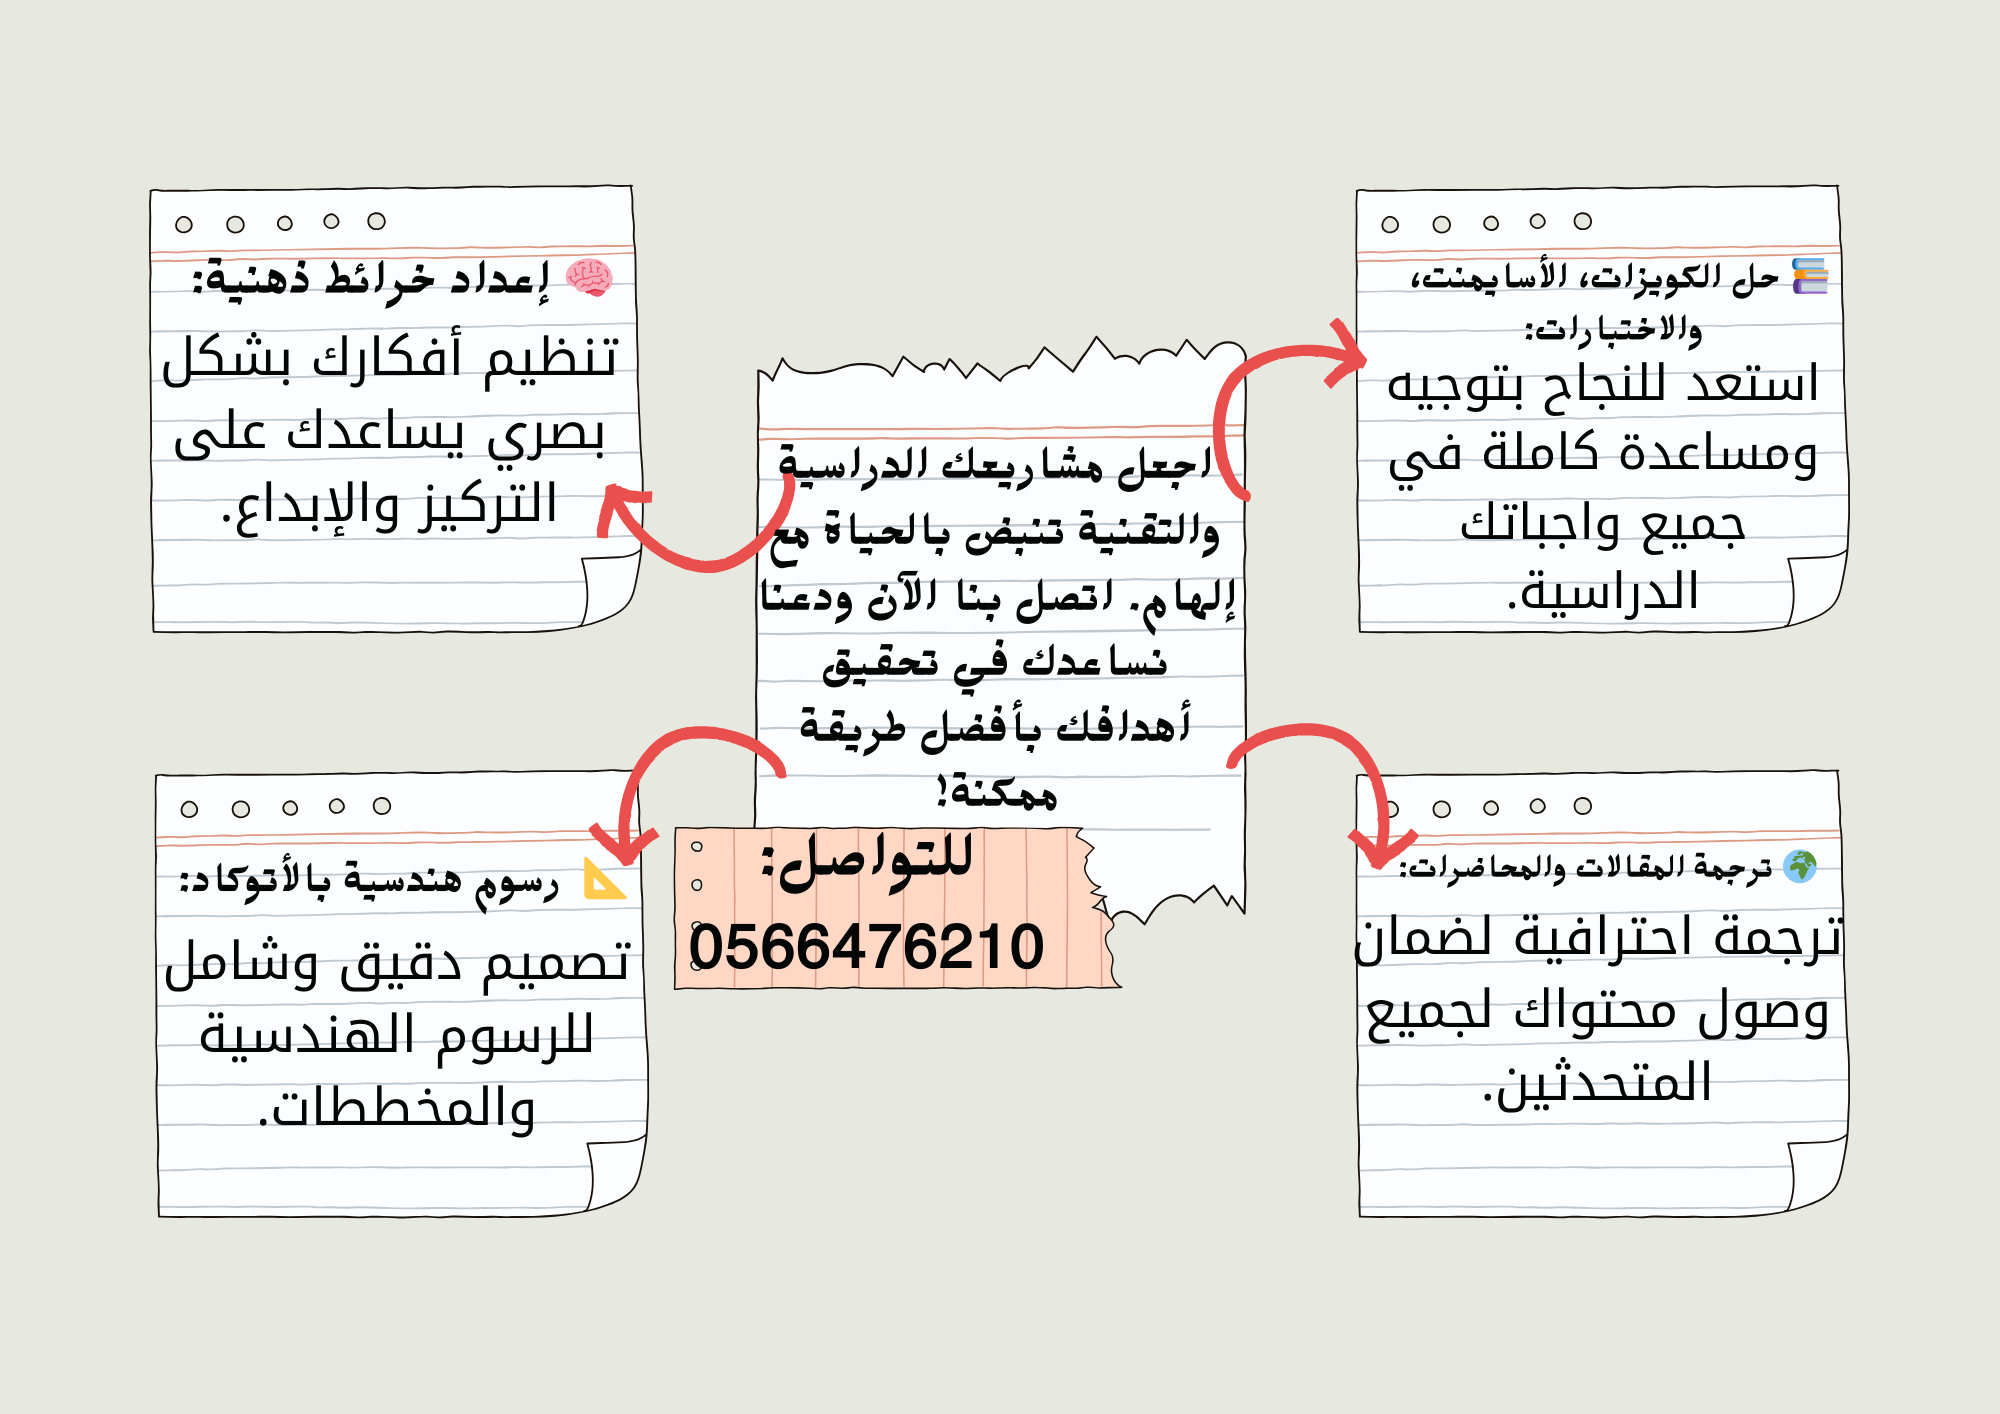 🧠 إعداد خرائط ذهنية:
تنظيم أفكارك بشكل
بصري يساعدك على
التركيز والإبداع.
📚 حل الكويزات، الأسايمنت،
والاختبارات:
استعد للنجاح بتوجيه
ومساعدة كاملة في
جميع واجباتك
الدراسية.
اجعل مشاريعك الدراسية
والتقنية تنبض بالحياة مع
إلهام. اتصل بنا الآن ودعنا
نساعدك في تحقيق
أهدافك بأفضل طريقة
ممكنة!
للتواصل:
0566476210
📐 رسوم هندسية بالأتوكاد:
تصميم دقيق وشامل
للرسوم الهندسية
والمخططات.
🌍 ترجمة المقالات والمحاضرات:
ترجمة احترافية لضمان
وصول محتواك لجميع
المتحدثين.